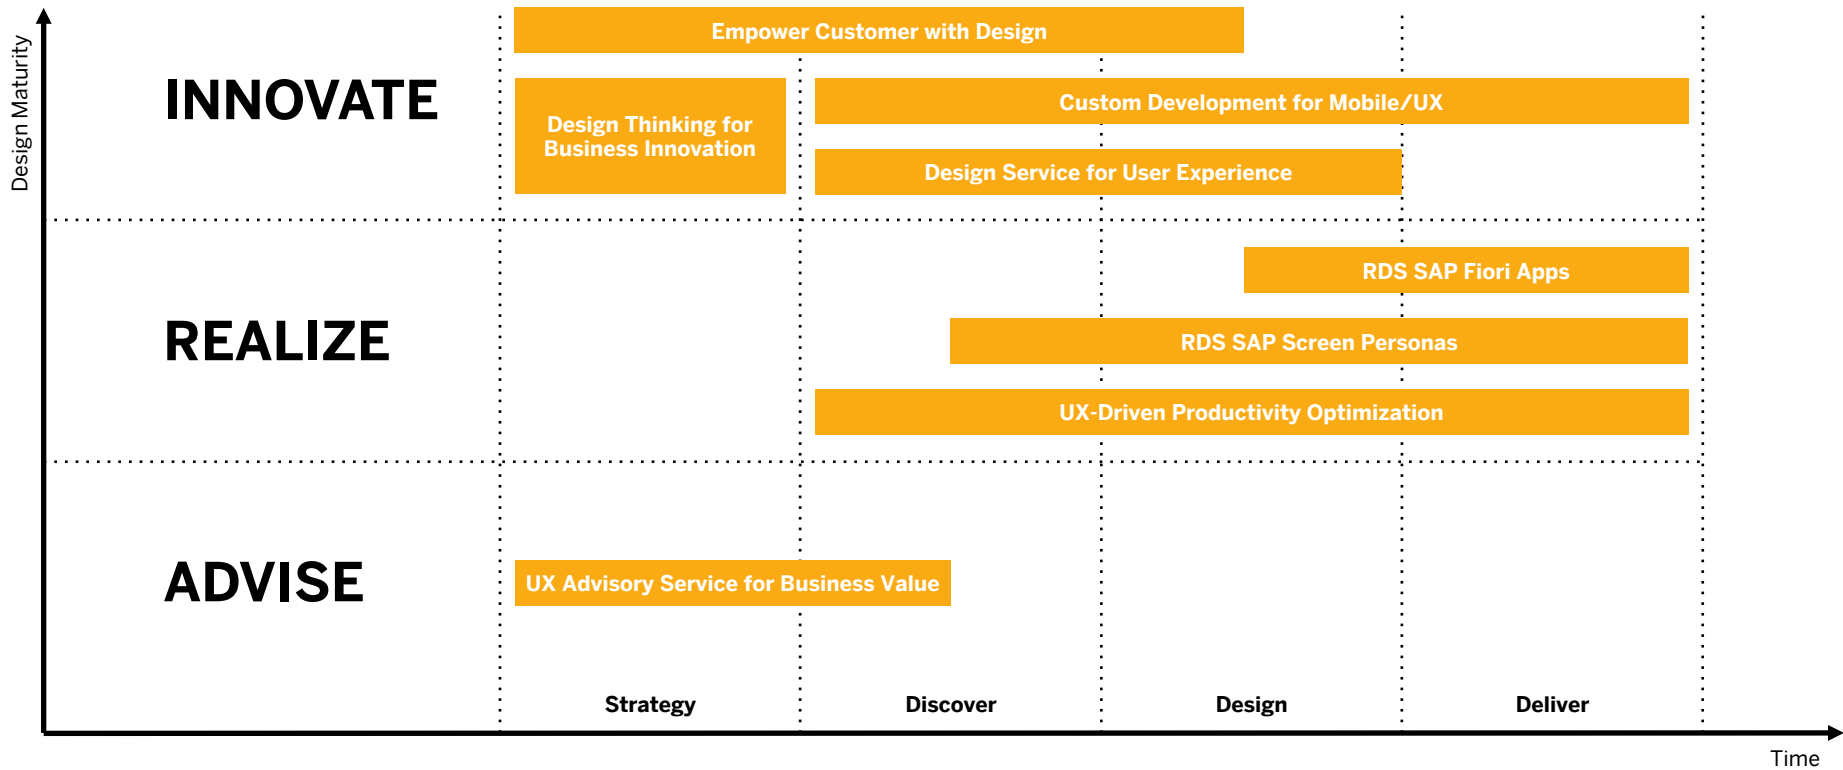 Design Maturity
INNOVATE
Empower Customer with Design
Design Thinking for
Business Innovation
Custom Development for Mobile/UX
Design Service for User Experience
REALIZE
RDS SAP Fiori Apps
RDS SAP Screen Personas
UX-Driven Productivity Optimization
ADVISE
UX Advisory Service for Business Value
Strategy
Discover
Design
Deliver
Time